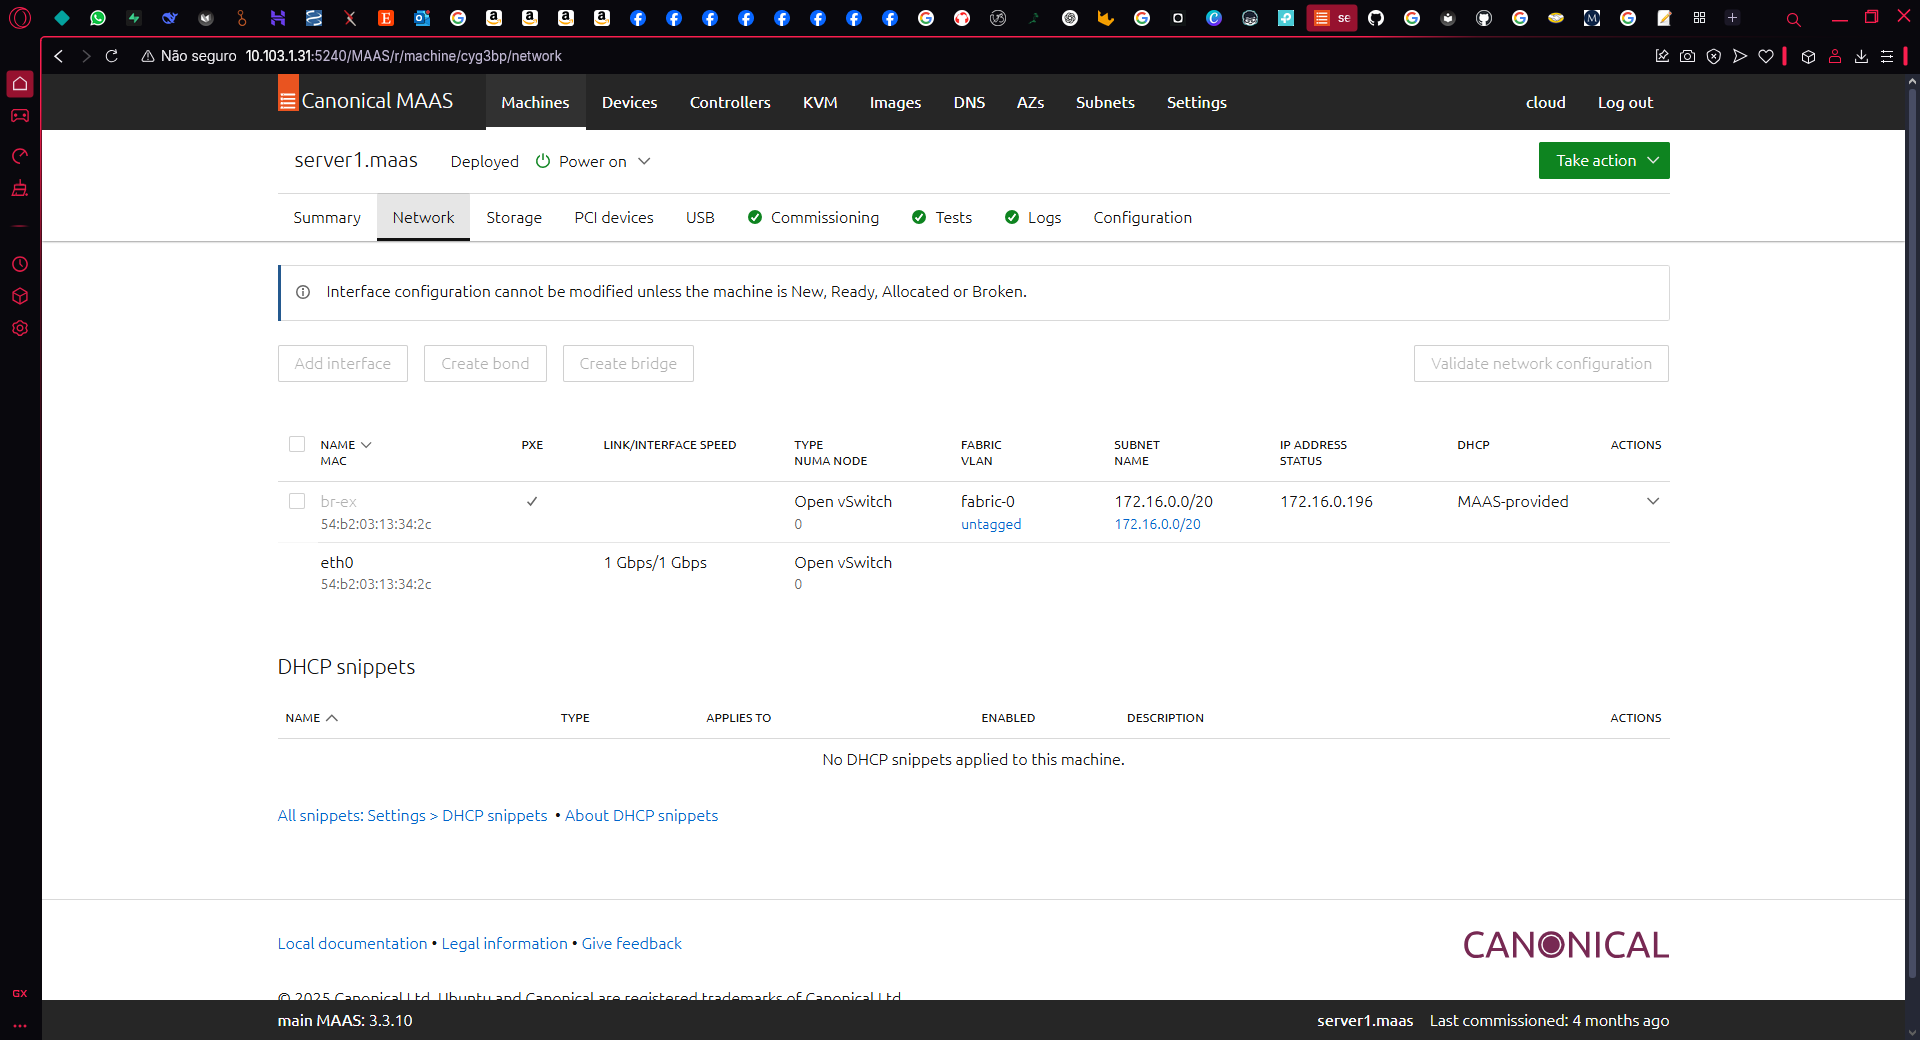 se
Não seguro 10.103.1.31:5240/MAAS/r/machine/cyg3bp/network
Canonical MAAS Machines Devices Controllers KVM Images DNS AZs Subnets Settings cloud Log out
server1.maas Deployed Power on Take action
Summary Network Storage PCI devices USB Commissioning Tests Logs Configuration
Interface configuration cannot be modified unless the machine is New, Ready, Allocated or Broken.
Add interface Create bond Create bridge Validate network configuration
NAME PXE LINK/INTERFACE SPEED TYPE FABRIC SUBNET IP ADDRESS DHCP ACTIONS
MAC NUMA NODE VLAN NAME STATUS
br-ex Open vSwitch fabric-0 172.16.0.0/20 172.16.0.196 MAAS-provided
54:b2:03:13:34:2c 0 untagged 172.16.0.0/20
eth0 1 Gbps/1 Gbps Open vSwitch
54:b2:03:13:34:2c 0
DHCP snippets
NAME TYPE APPLIES TO ENABLED DESCRIPTION ACTIONS
No DHCP snippets applied to this machine.
All snippets: Settings > DHCP snippets • About DHCP snippets
Local documentation • Legal information • Give feedback
CANONICAL
© 2025 Canonical Ltd. Ubuntu and Canonical are registered trademarks of Canonical Ltd.
GX
main MAAS: 3.3.10 server1.maas Last commissioned: 4 months ago